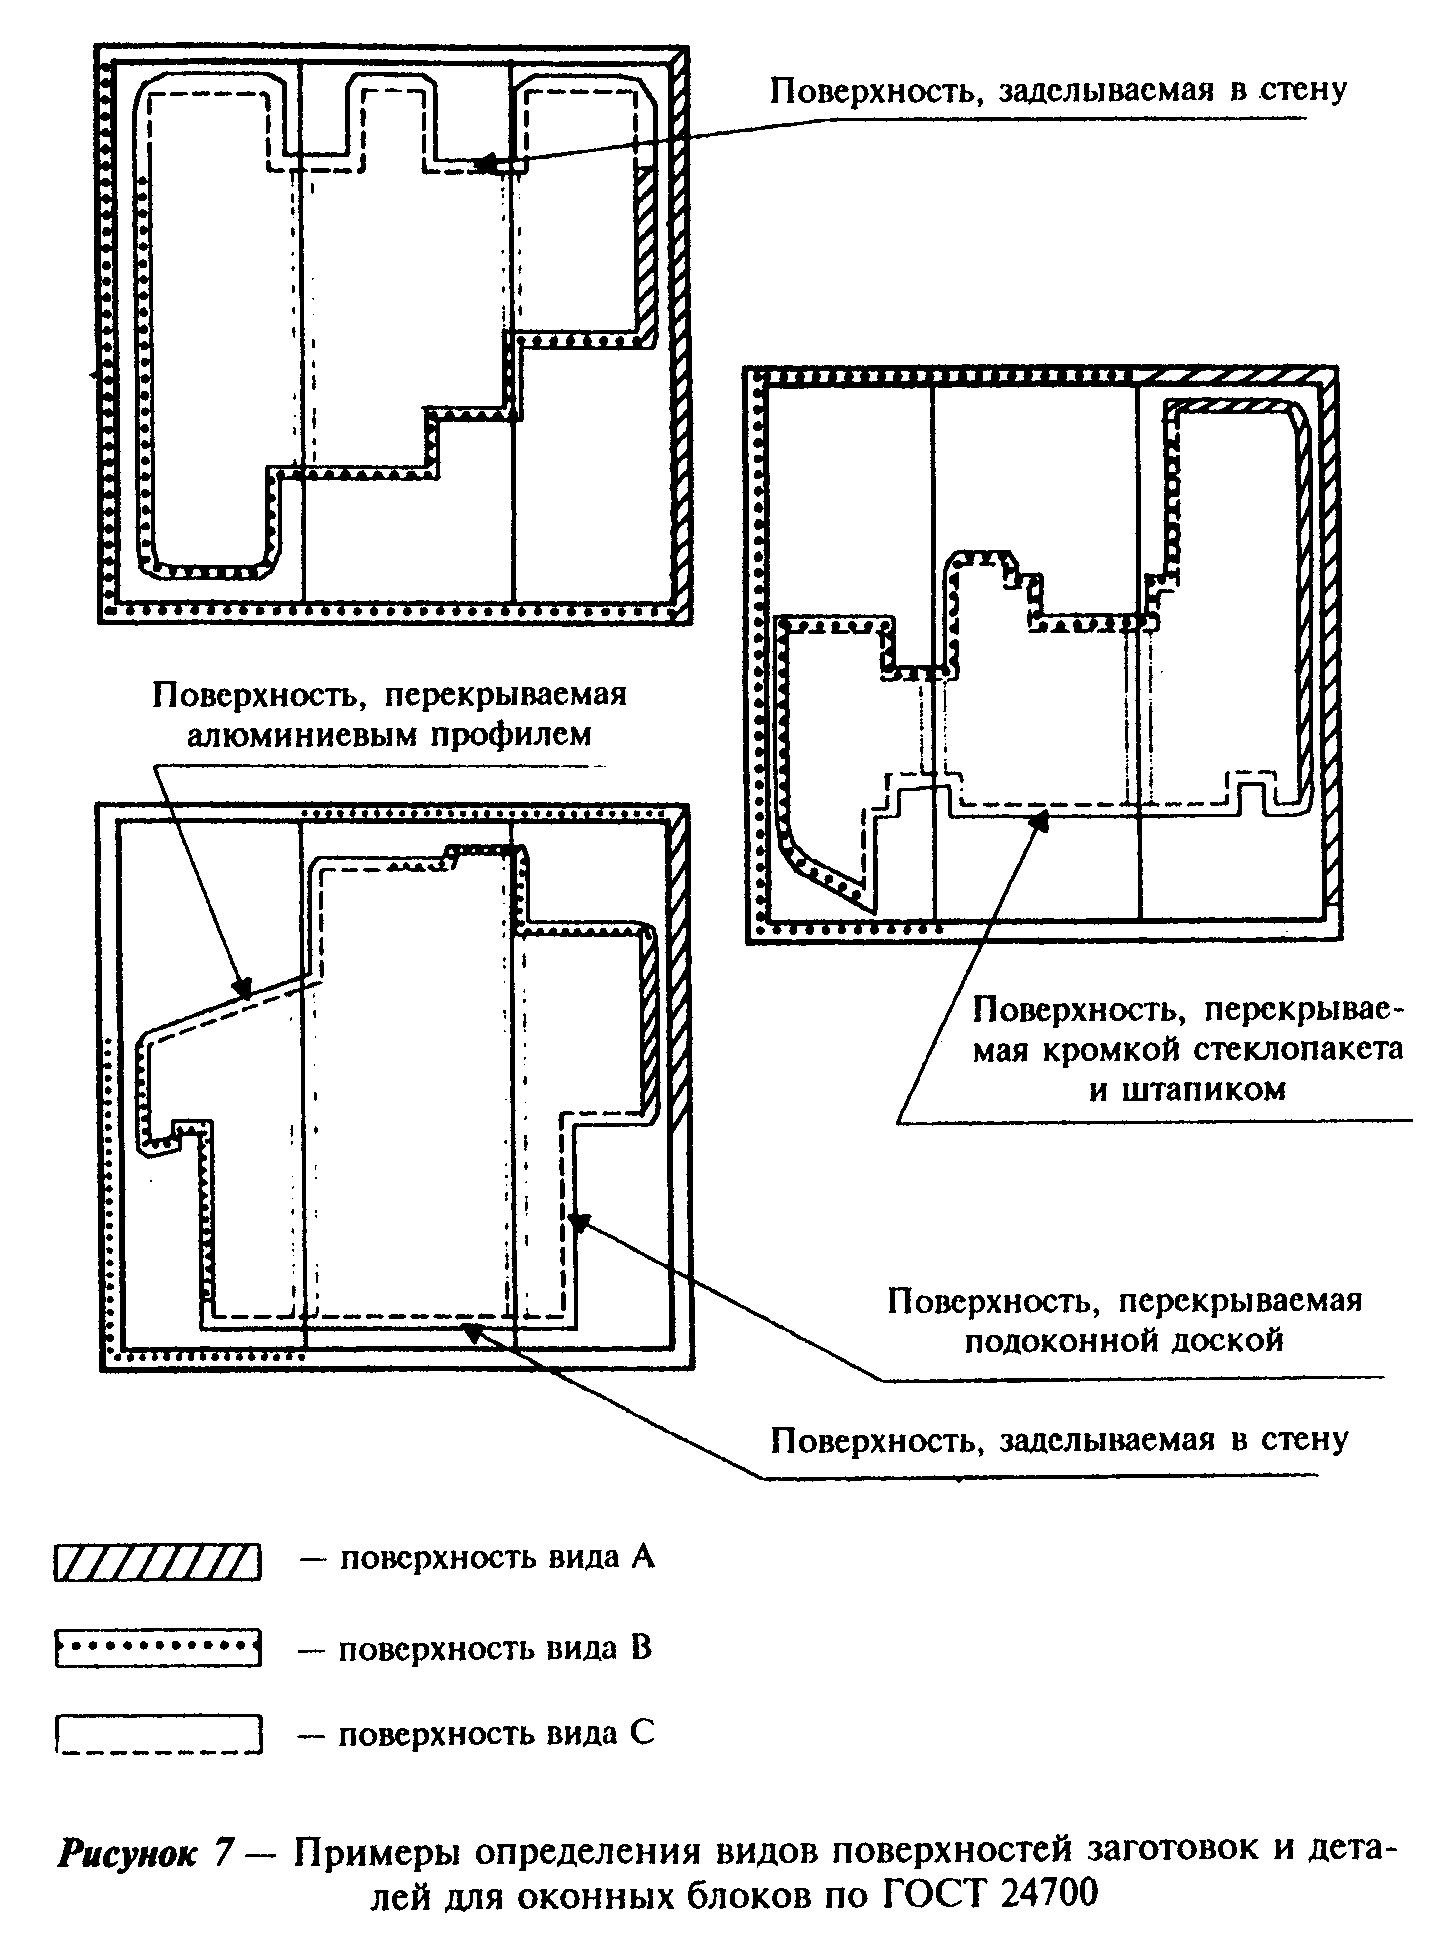 Поверхность, заделываемая в стену
Поверхность, перекрываемая
алюминиевым профилем
Поверхность, перекрывае-
мая кромкой стеклопакета
и штапиком
Поверхность, перекрываемая
подоконной доской
Поверхность, заделываемая в стену
— поверхность вида А
— поверхность вида В
— поверхность вида С
Рисунок 7 — Примеры определения видов поверхностей заготовок и дета-
лей для оконных блоков по ГОСТ 24700